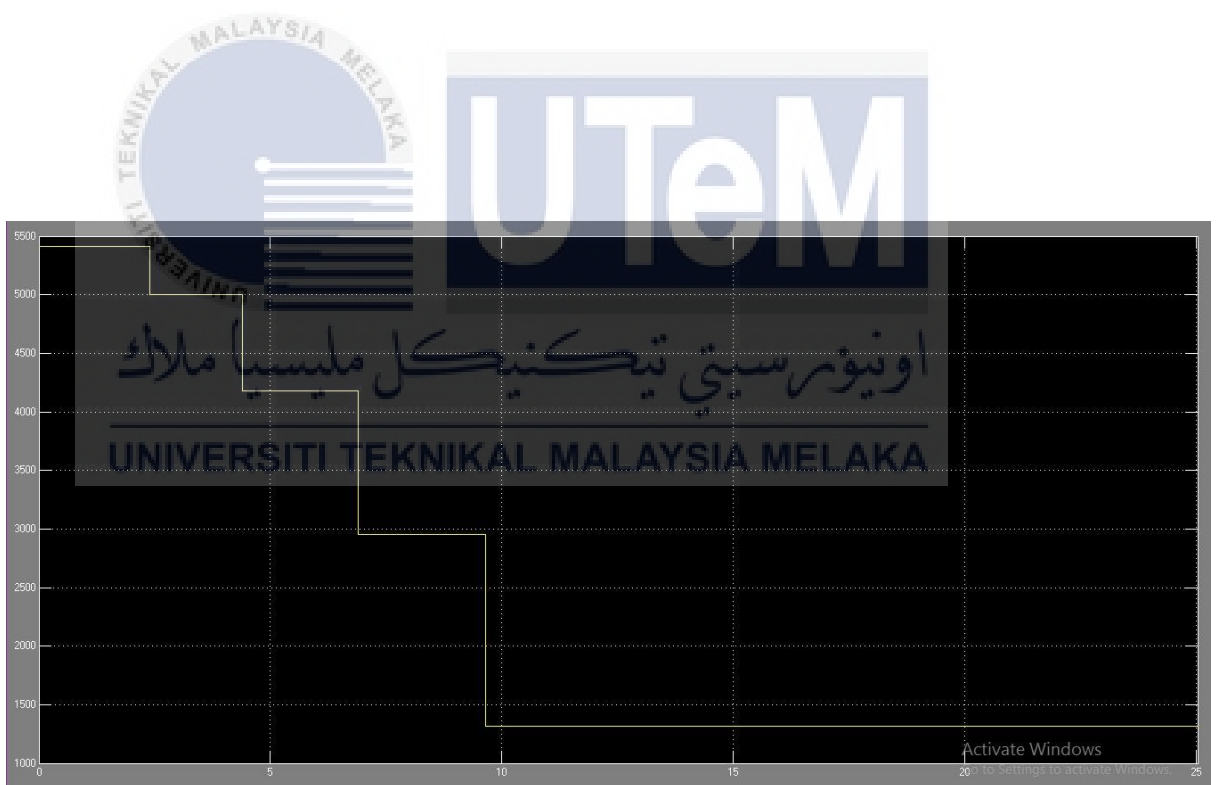 UNIVERSITI TEKNIKAL MALAYSIA MELAKA
UTeM
اونيۏرسيتي تيكنيكل مليسيا ملاك
UNIVERSITI TEKNIKAL MALAYSIA MELAKA
5500
5000
4500
4000
3500
3000
2500
2000
1500
1000
0 5 10 15 20 25
Activate Windows
Go to Settings to activate Windows.